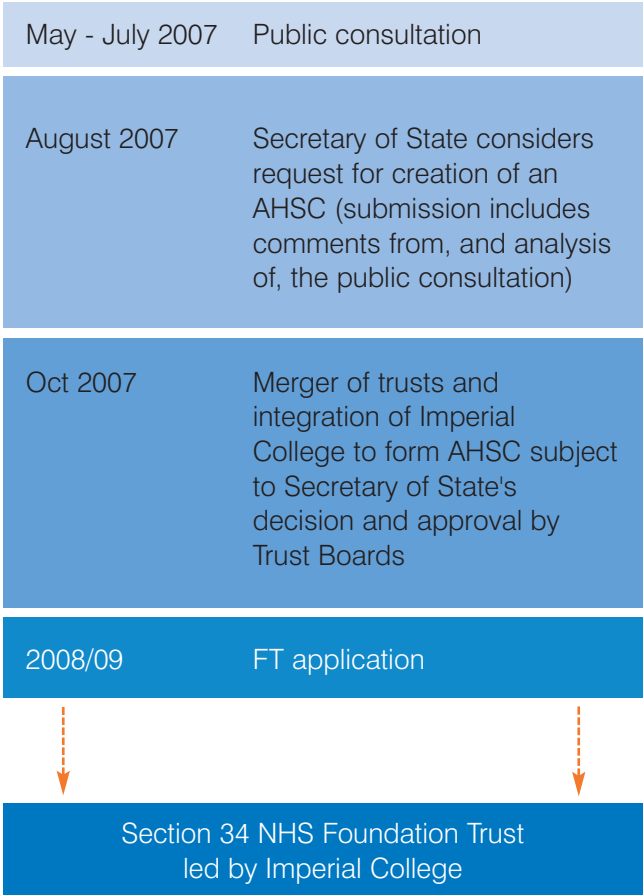 May - July 2007 Public consultation
August 2007 Secretary of State considers
request for creation of an
AHSC (submission includes
comments from, and analysis
of, the public consultation)
Oct 2007 Merger of trusts and
integration of Imperial
College to form AHSC subject
to Secretary of State's
decision and approval by
Trust Boards
2008/09 FT application
Section 34 NHS Foundation Trust
led by Imperial College